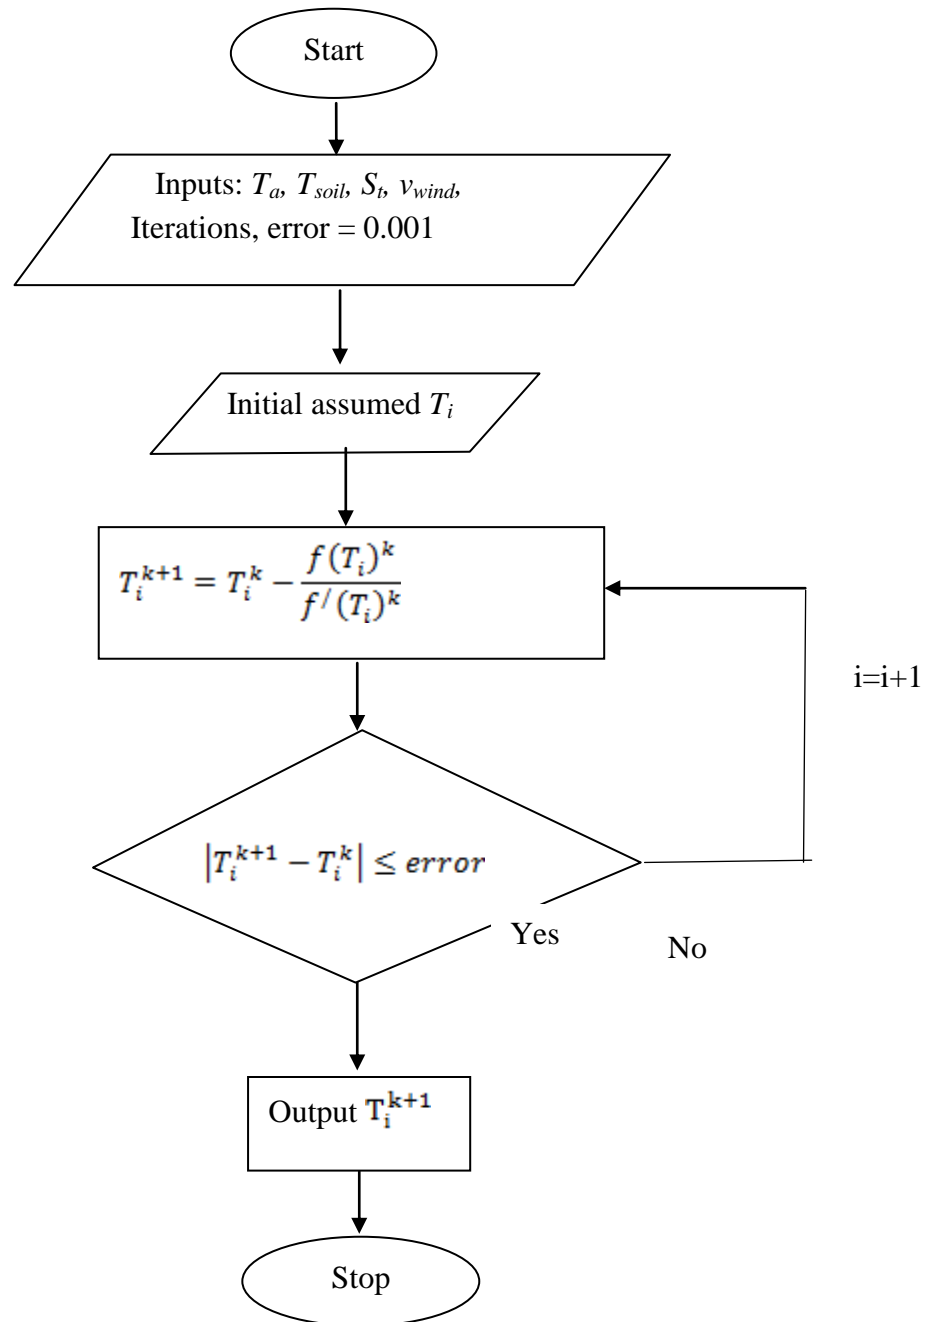 Start
Inputs: T_a, T_soil, S_t, v_wind,
Iterations, error = 0.001
Initial assumed T_i
T_i^{k+1} = T_i^k - \frac{f(T_i)^k}{f^/(T_i)^k}
i=i+1
|T_i^{k+1} - T_i^k| ≤ error
Yes
No
Output T_i^{k+1}
Stop